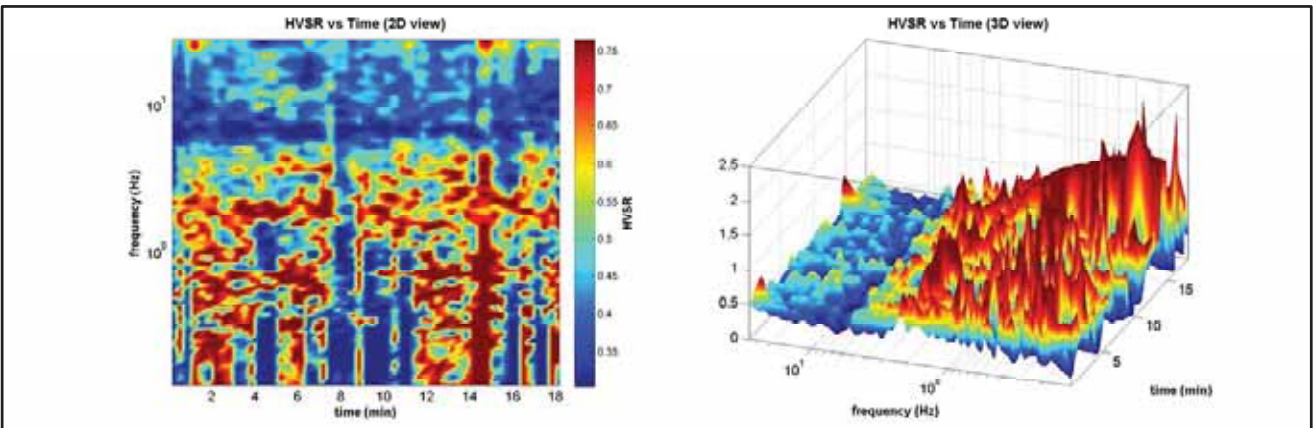 HVSR vs Time (2D view)
10¹
10⁰
frequency (Hz)
2 4 6 8 10 12 14 16 18
time (min)
0.75
0.7
0.65
0.6
0.55
0.5
0.45
0.4
0.35
HVSR
HVSR vs Time (3D view)
2.5
2
1.5
1
0.5
0
10¹
10⁰
frequency (Hz)
5
10
15
time (min)